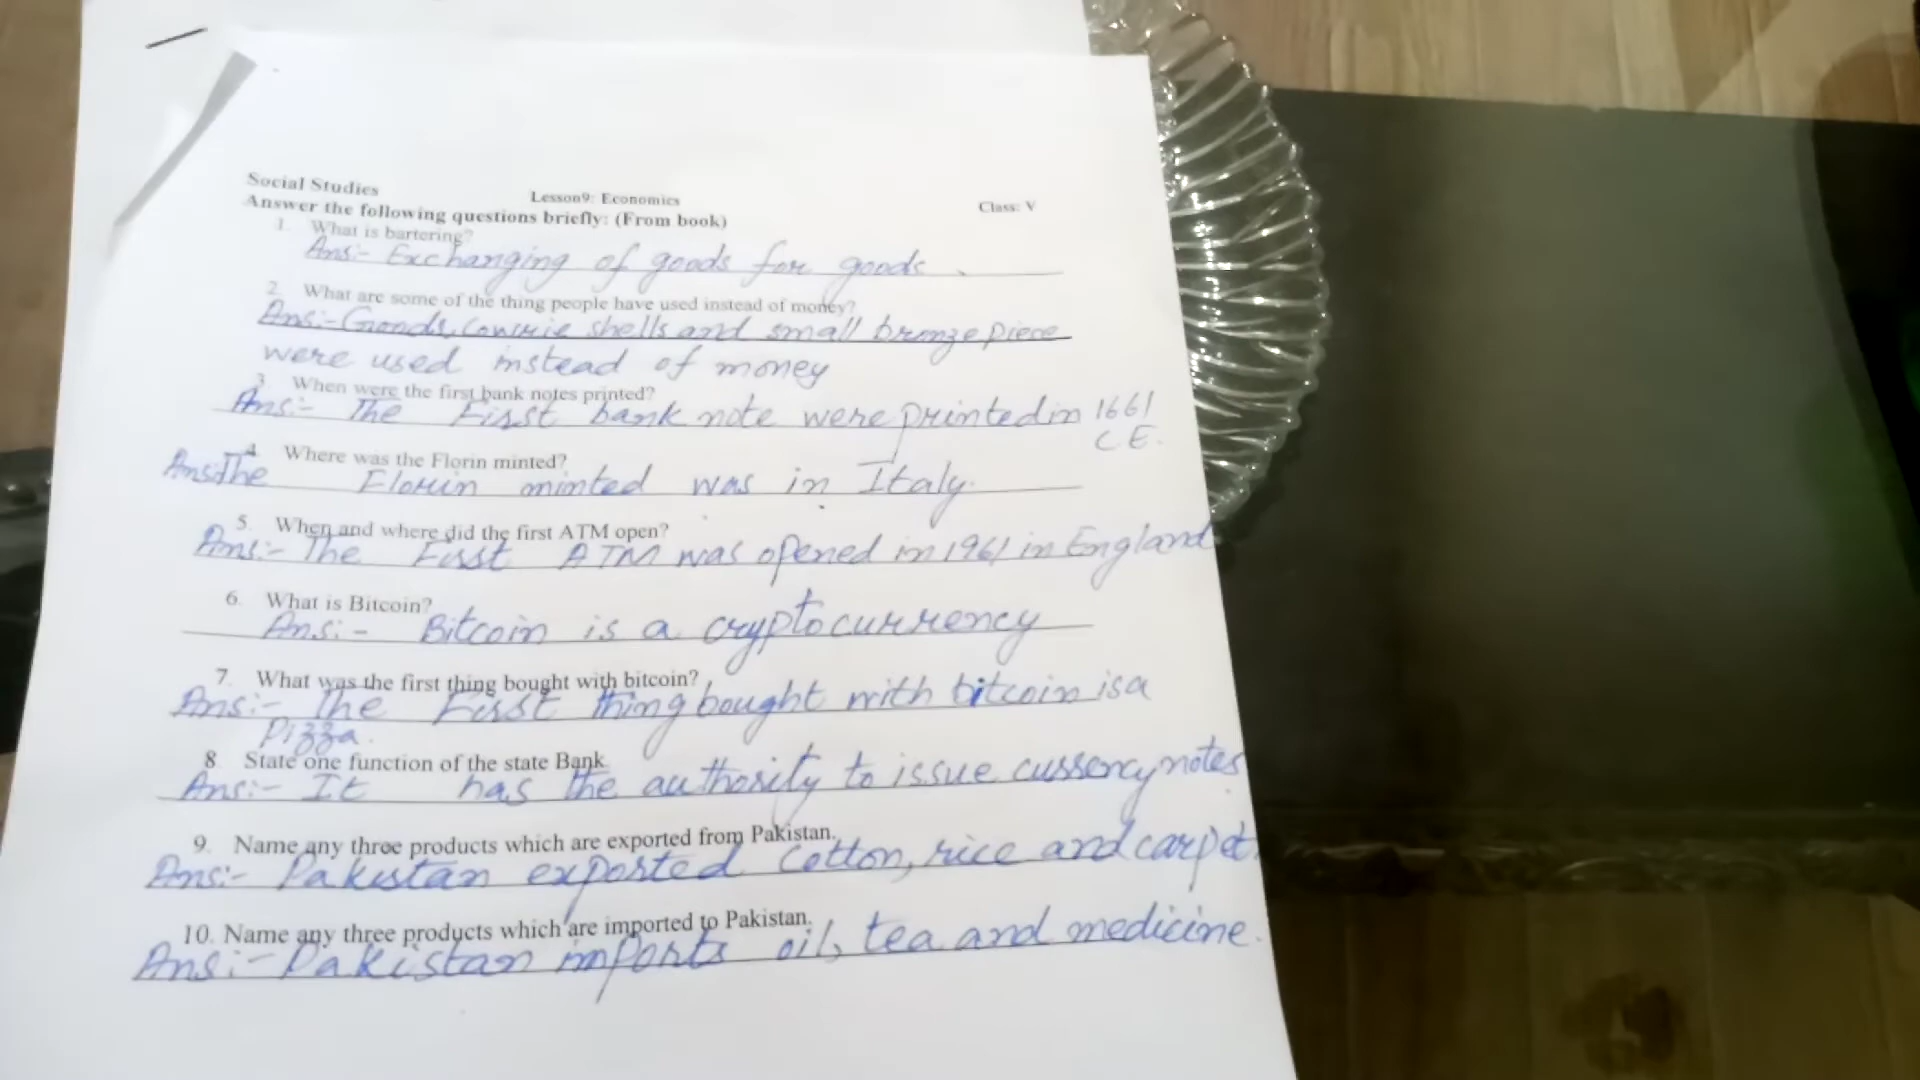 Social Studies
Lesson9: Economics
Class: V
Answer the following questions briefly: (From book)
1. What is bartering?
Ans:- Exchanging of goods for goods.
2. What are some of the thing people have used instead of money?
Ans:- Goods, cowrie shells and small bronze piece
were used instead of money
3. When were the first bank notes printed?
Ans:- The First bank note were printed in 1661
C.E.
4. Where was the Florin minted?
Ans:The Florin minted was in Italy.
5. When and where did the first ATM open?
Ans:- The First ATM was opened in 1961 in England
6. What is Bitcoin?
Ans:- Bitcoin is a cryptocurrency
7. What was the first thing bought with bitcoin?
Ans:- The First thing bought with bitcoin is a
Pizza.
8. State one function of the state Bank.
Ans:- It has the authority to issue currency notes
9. Name any three products which are exported from Pakistan.
Ans:- Pakistan exported Cotton, rice and carpet.
10. Name any three products which are imported to Pakistan.
Ans:- Pakistan imports oil, tea and medicine.